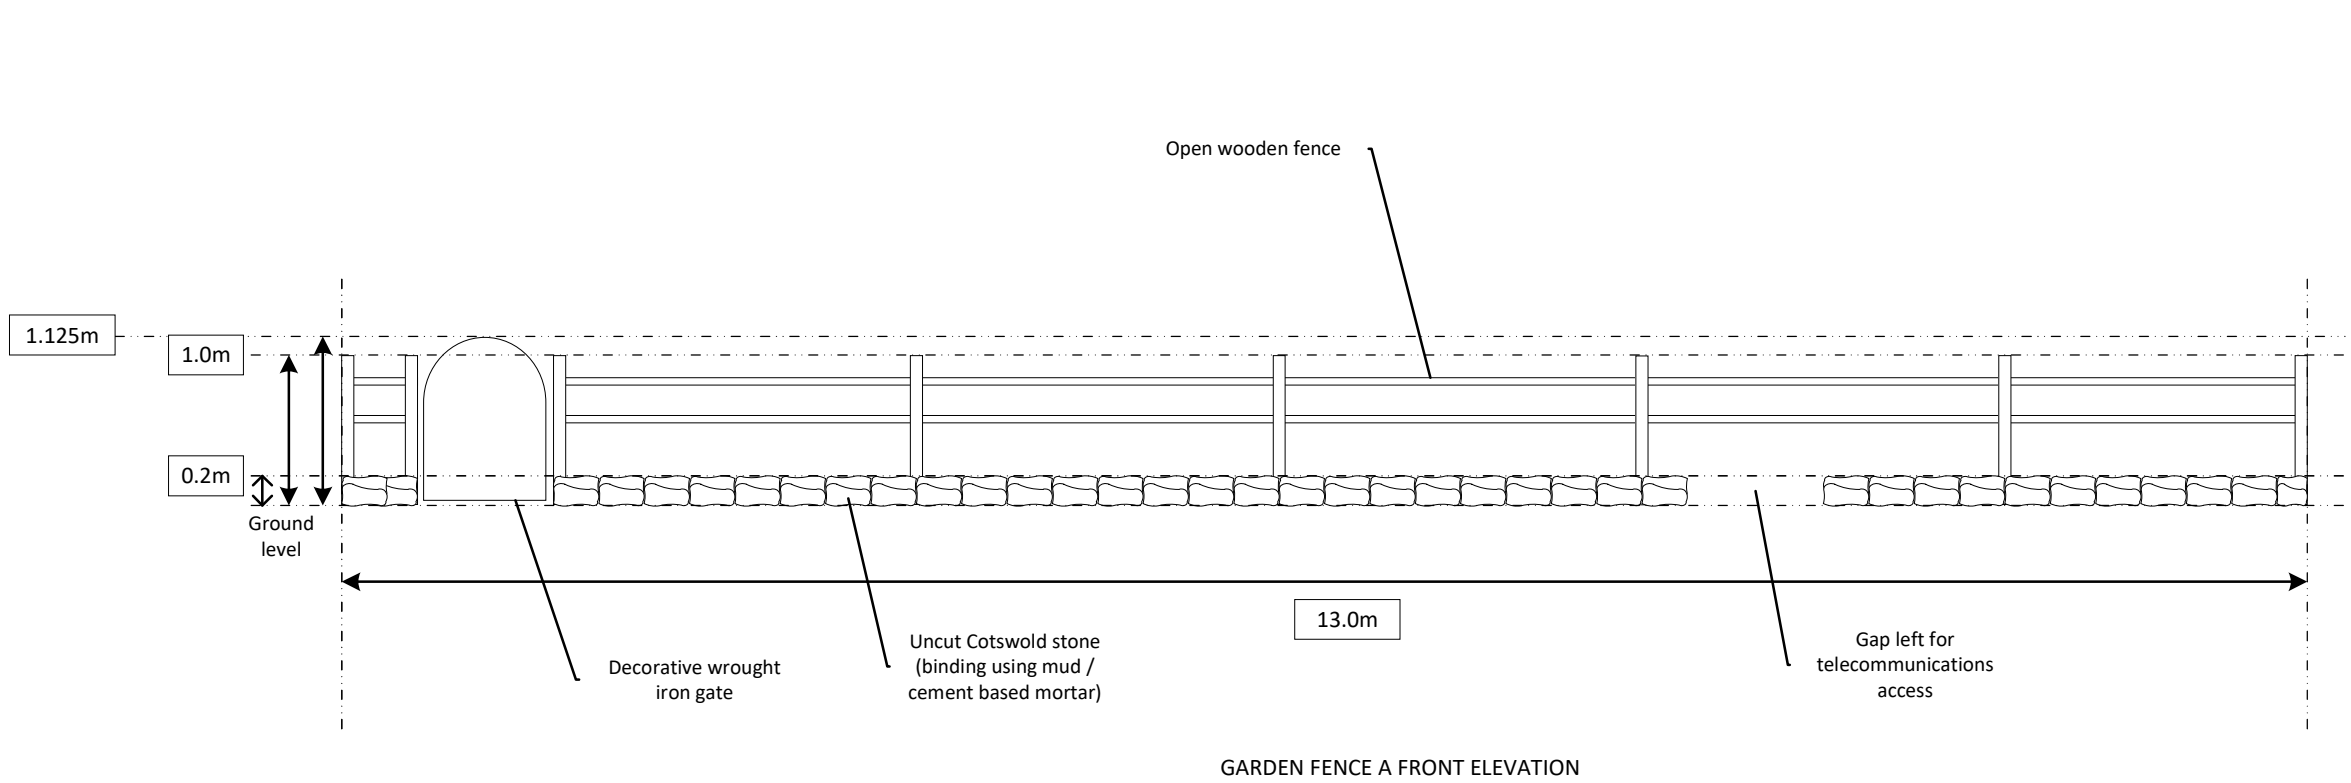 Open wooden fence
1.125m
1.0m
0.2m
Ground
level
13.0m
Decorative wrought
iron gate
Uncut Cotswold stone
(binding using mud /
cement based mortar)
Gap left for
telecommunications
access
GARDEN FENCE A FRONT ELEVATION